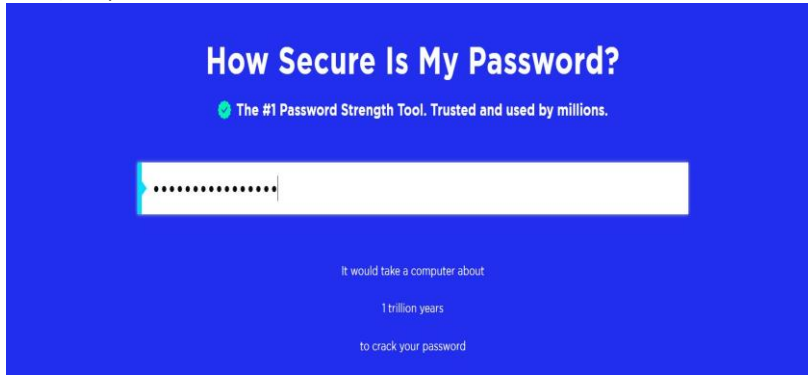 How Secure Is My Password?
The #1 Password Strength Tool. Trusted and used by millions.
••••••••••••••••
It would take a computer about
1 trillion years
to crack your password